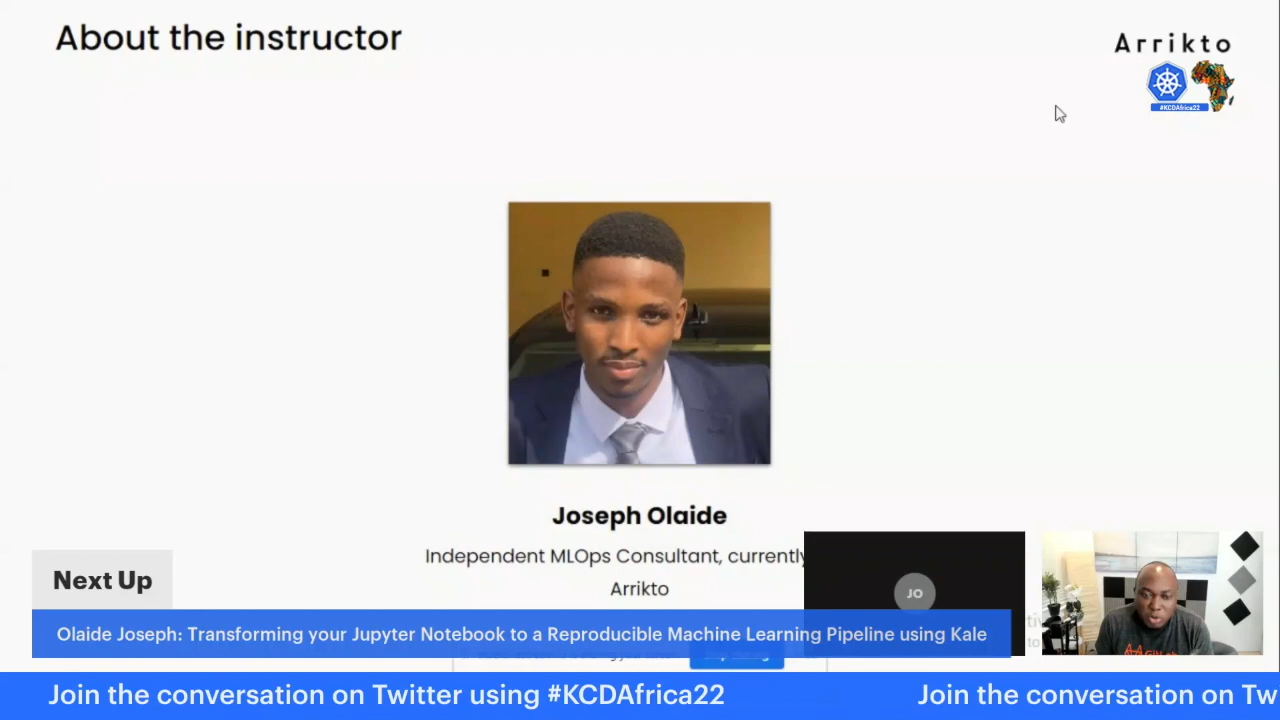 About the instructor
Arrikto
#KCDAfrica22
Joseph Olaide
Independent MLOps Consultant, currently
Arrikto
JO
Next Up
Olaide Joseph: Transforming your Jupyter Notebook to a Reproducible Machine Learning Pipeline using Kale
Join the conversation on Twitter using #KCDAfrica22
Join the conversation on Tw